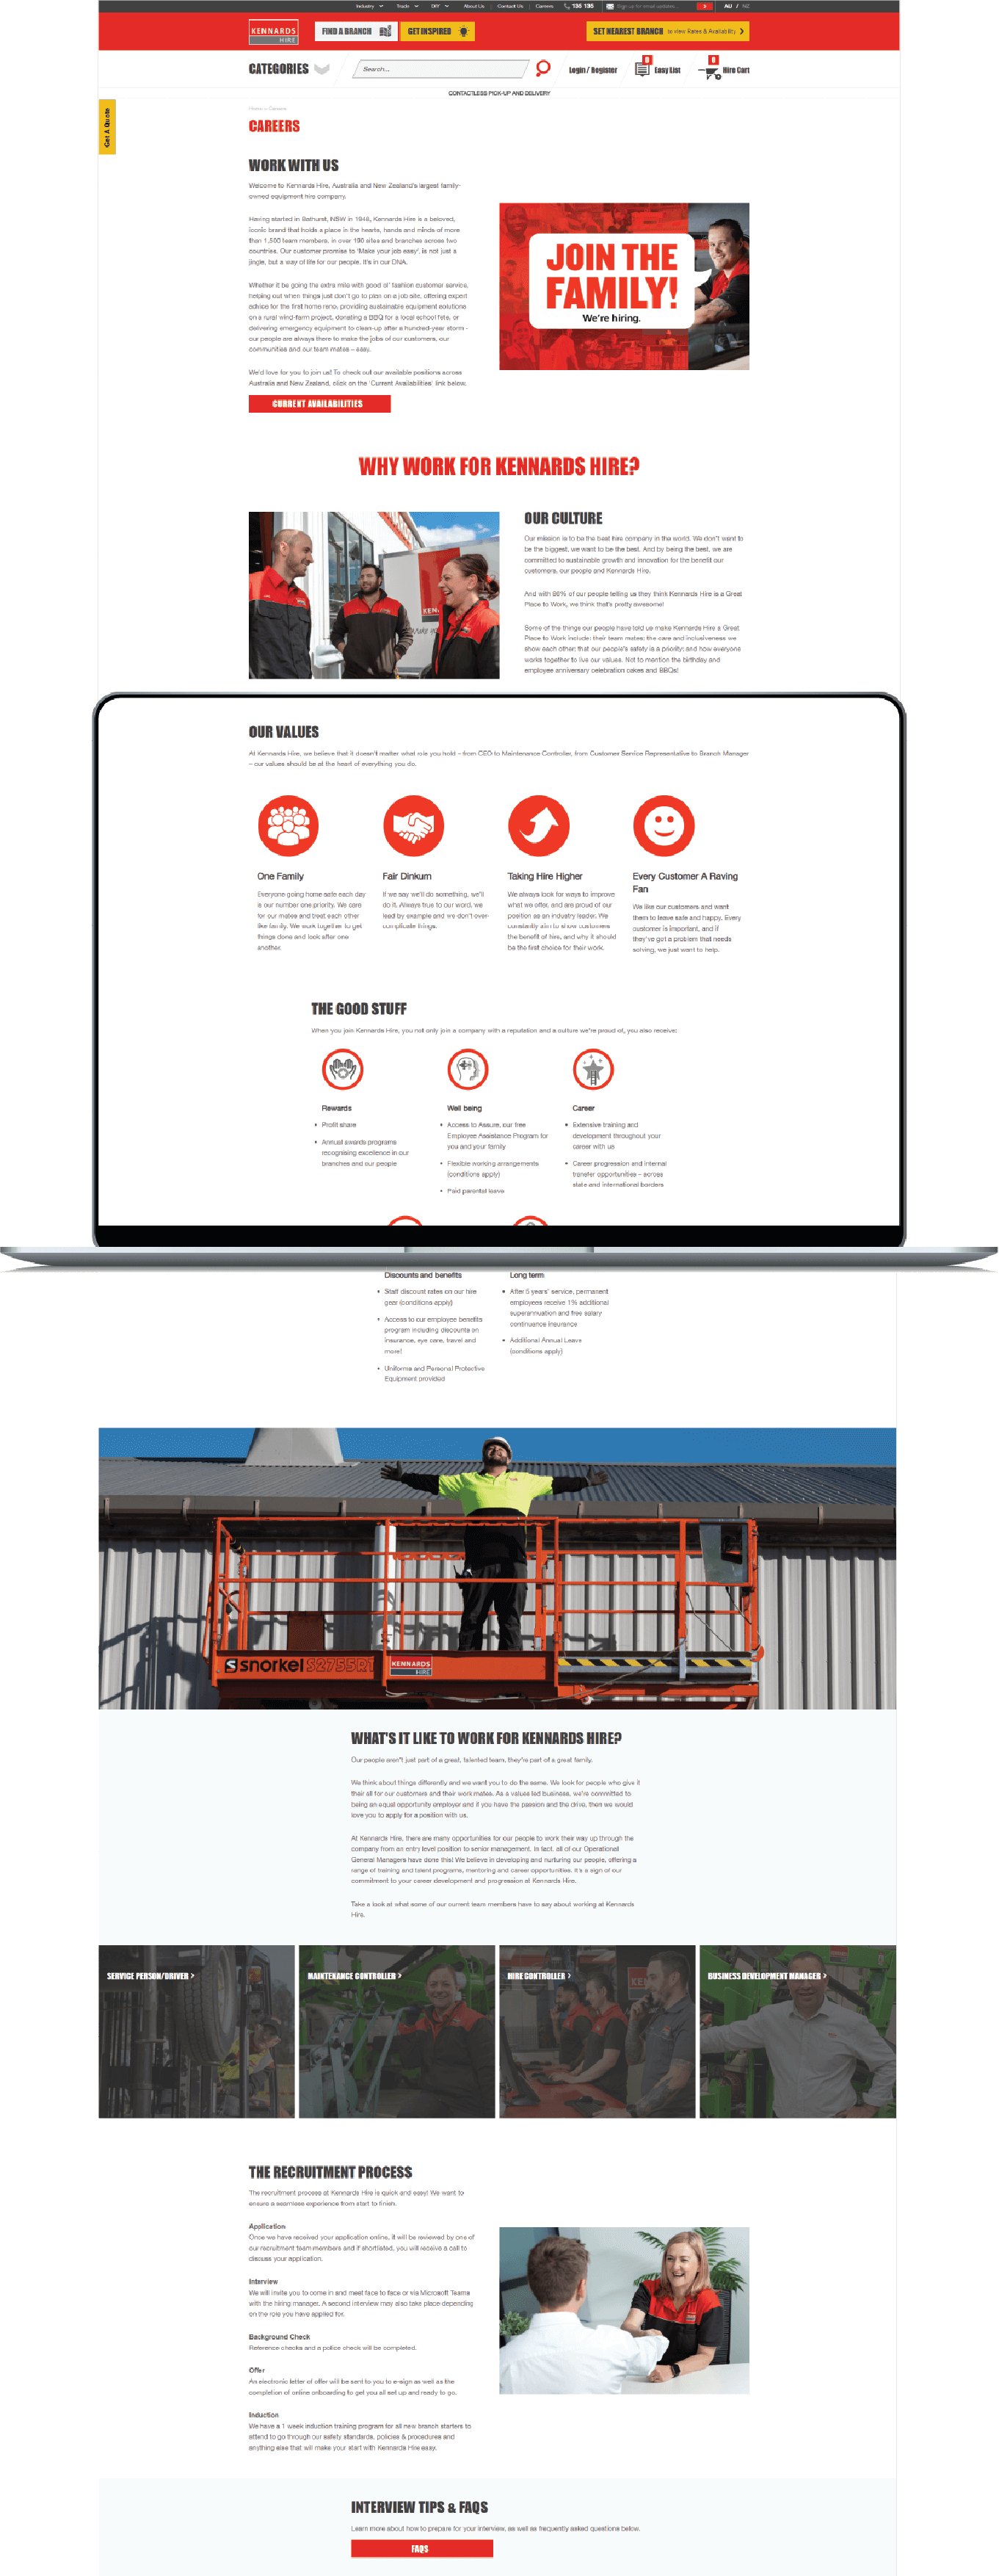 Industry Trade DIY About Us Contact Us Careers 135 135 Sign up for email updates... AU / NZ
KENNARDS
HIRE
FIND A BRANCH GET INSPIRED SET NEAREST BRANCH to view Rates & Availability
CATEGORIES Search... Login / Register 0 Easy List 0 Hire Cart
CONTACTLESS PICK-UP AND DELIVERY
Get A Quote
Home > Careers
CAREERS
WORK WITH US
Welcome to Kennards Hire, Australia and New Zealand's largest family-
owned equipment hire company.
Having started in Bathurst, NSW in 1948, Kennards Hire is a beloved,
iconic brand that holds a place in the hearts, hands and minds of more
than 1,500 team members, in over 190 sites and branches across two
countries. Our customer promise to 'Make your job easy', is not just a
jingle, but a way of life for our people. It's in our DNA.
Whether it be going the extra mile with good ol' fashion customer service,
helping out when things just don't go to plan on a job site, offering expert
advice for the first home reno, providing sustainable equipment solutions
on a rural wind-farm project, donating a BBQ for a local school fete, or
delivering emergency equipment to clean-up after a hundred-year storm -
our people are always there to make the jobs of our customers, our
communities and our team mates – easy.
We'd love for you to join us! To check out our available positions across
Australia and New Zealand, click on the 'Current Availabilities' link below.
CURRENT AVAILABILITIES
JOIN THE
FAMILY!
We're hiring.
WHY WORK FOR KENNARDS HIRE?
OUR CULTURE
Our mission is to be the best hire company in the world. We don't want to
be the biggest, we want to be the best. And by being the best, we are
committed to sustainable growth and innovation for the benefit our
customers, our people and Kennards Hire.
And with 86% of our people telling us they think Kennards Hire is a Great
Place to Work, we think that's pretty awesome!
Some of the things our people have told us make Kennards Hire a Great
Place to Work include: their team mates; the care and inclusiveness we
show each other; that our people's safety is a priority; and how everyone
works together to live our values. Not to mention the birthday and
employee anniversary celebration cakes and BBQs!
OUR VALUES
At Kennards Hire, we believe that it doesn't matter what role you hold – from CEO to Maintenance Controller, from Customer Service Representative to Branch Manager
– our values should be at the heart of everything you do.
One Family
Everyone going home safe each day
is our number one priority. We care
for our mates and treat each other
like family. We work together to get
things done and look after one
another.
Fair Dinkum
If we say we'll do something, we'll
do it. Always true to our word, we
lead by example and we don't over-
complicate things.
Taking Hire Higher
We always look for ways to improve
what we offer, and are proud of our
position as an industry leader. We
constantly aim to show customers
the benefit of hire, and why it should
be the first choice for their work.
Every Customer A Raving
Fan
We like our customers and want
them to leave safe and happy. Every
customer is important, and if
they've got a problem that needs
solving, we just want to help.
THE GOOD STUFF
When you join Kennards Hire, you not only join a company with a reputation and a culture we're proud of, you also receive:
Rewards
• Profit share
• Annual awards programs
recognising excellence in our
branches and our people
Well being
• Access to Assure, our free
Employee Assistance Program for
you and your family
• Flexible working arrangements
(conditions apply)
• Paid parental leave
Career
• Extensive training and
development throughout your
career with us
• Career progression and internal
transfer opportunities – across
state and international borders
Discounts and benefits
• Staff discount rates on our hire
gear (conditions apply)
• Access to our employee benefits
program including discounts on
insurance, eye care, travel and
more!
• Uniforms and Personal Protective
Equipment provided
Long term
• After 5 years' service, permanent
employees receive 1% additional
superannuation and free salary
continuance insurance
• Additional Annual Leave
(conditions apply)
snorkel S2755RT
KENNARDS
HIRE
WHAT'S IT LIKE TO WORK FOR KENNARDS HIRE?
Our people aren't just part of a great, talented team, they're part of a great family.
We think about things differently and we want you to do the same. We look for people who give it
their all for our customers and their work mates. As a values led business, we're committed to
being an equal opportunity employer and if you have the passion and the drive, then we would
love you to apply for a position with us.
At Kennards Hire, there are many opportunities for our people to work their way up through the
company from an entry level position to senior management. In fact, all of our Operational
General Managers have done this! We believe in developing and nurturing our people, offering a
range of training and talent programs, mentoring and career opportunities. It's a sign of our
commitment to your career development and progression at Kennards Hire.
Take a look at what some of our current team members have to say about working at Kennards
Hire.
SERVICE PERSON/DRIVER >
MAINTENANCE CONTROLLER >
HIRE CONTROLLER >
BUSINESS DEVELOPMENT MANAGER >
THE RECRUITMENT PROCESS
The recruitment process at Kennards Hire is quick and easy! We want to
ensure a seamless experience from start to finish.
Application
Once we have received your application online, it will be reviewed by one of
our recruitment team members and if shortlisted, you will receive a call to
discuss your application.
Interview
We will invite you to come in and meet face to face or via Microsoft Teams
with the hiring manager. A second interview may also take place depending
on the role you have applied for.
Background Check
Reference checks and a police check will be completed.
Offer
An electronic letter of offer will be sent to you to e-sign as well as the
completion of online onboarding to get you all set up and ready to go.
Induction
We have a 1 week induction training program for all new branch starters to
attend to go through our safety standards, policies & procedures and
anything else that will make your start with Kennards Hire easy.
INTERVIEW TIPS & FAQS
Learn more about how to prepare for your interview, as well as frequently asked questions below.
FAQS